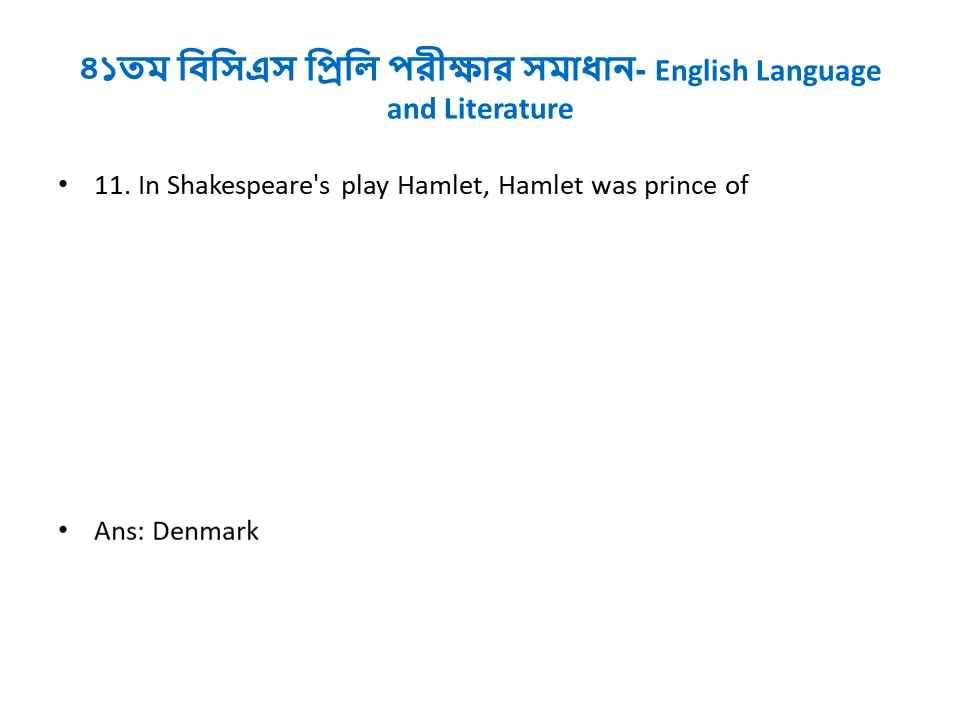 ৪১তম বিসিএস প্রিলি পরীক্ষার সমাধান- English Language
and Literature
• 11. In Shakespeare's play Hamlet, Hamlet was prince of
• Ans: Denmark